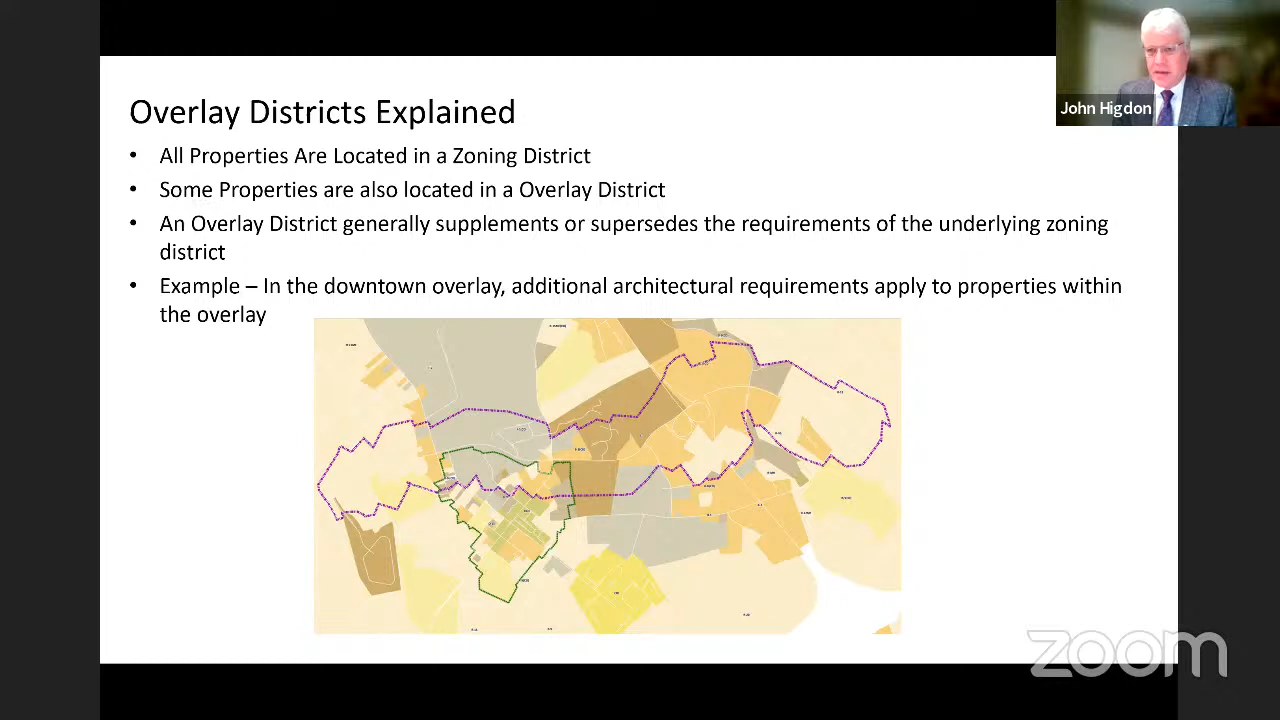 John Higdon
Overlay Districts Explained
• All Properties Are Located in a Zoning District
• Some Properties are also located in a Overlay District
• An Overlay District generally supplements or supersedes the requirements of the underlying zoning
district
• Example – In the downtown overlay, additional architectural requirements apply to properties within
the overlay
zoom